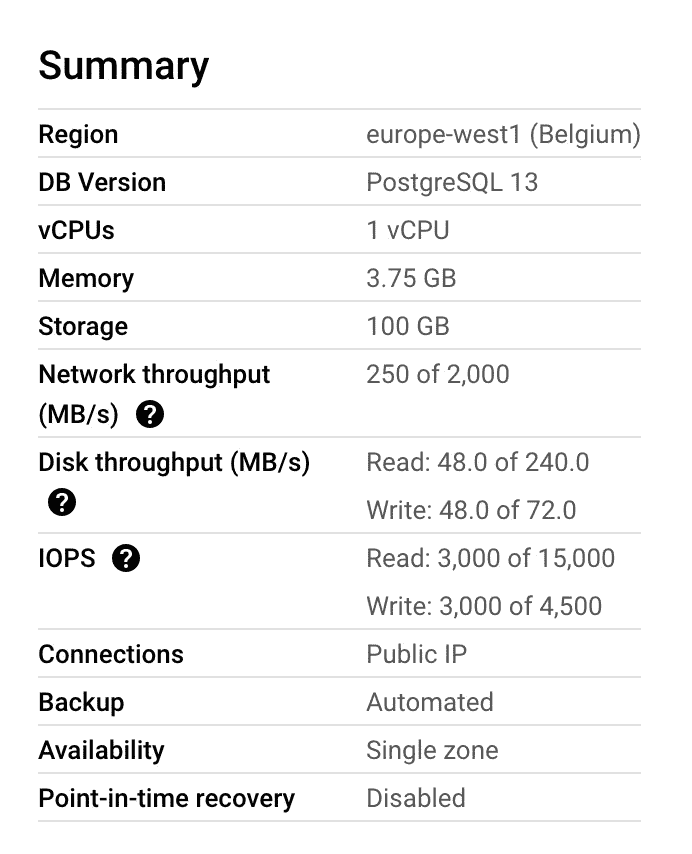 Summary
Region europe-west1 (Belgium)
DB Version PostgreSQL 13
vCPUs 1 vCPU
Memory 3.75 GB
Storage 100 GB
Network throughput 250 of 2,000
(MB/s) ?
Disk throughput (MB/s) Read: 48.0 of 240.0
? Write: 48.0 of 72.0
IOPS ? Read: 3,000 of 15,000
Write: 3,000 of 4,500
Connections Public IP
Backup Automated
Availability Single zone
Point-in-time recovery Disabled